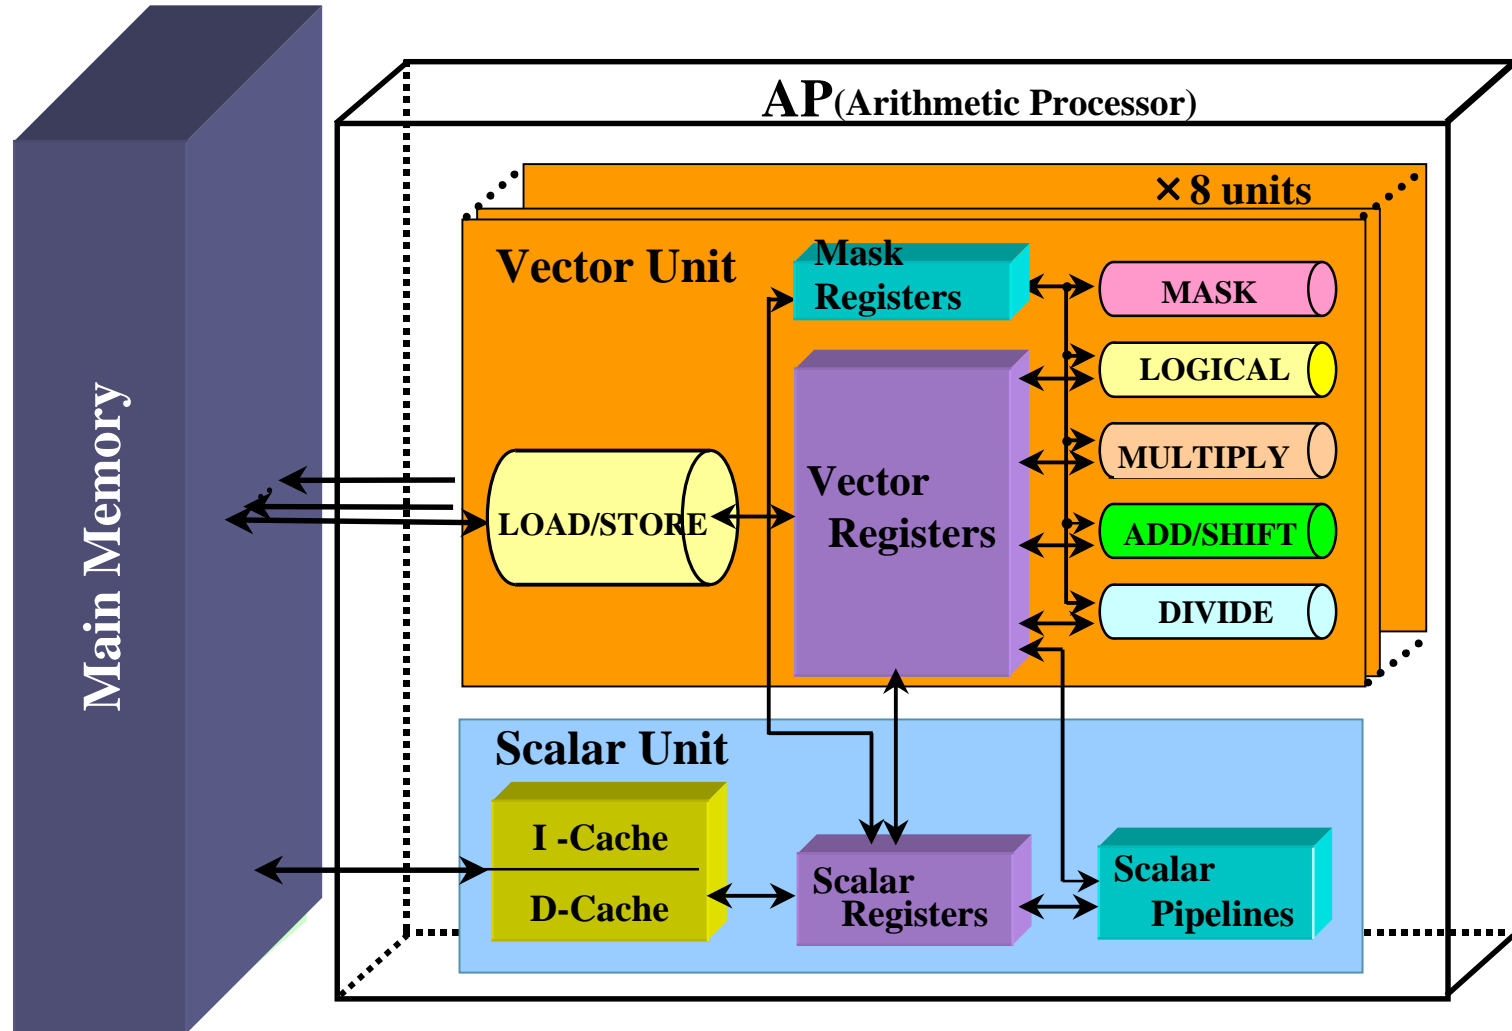 AP(Arithmetic Processor)
× 8 units
Vector Unit
Mask
Registers
MASK
LOGICAL
MULTIPLY
ADD/SHIFT
DIVIDE
Vector
Registers
LOAD/STORE
Main Memory
Scalar Unit
I -Cache
D-Cache
Scalar
Registers
Scalar
Pipelines